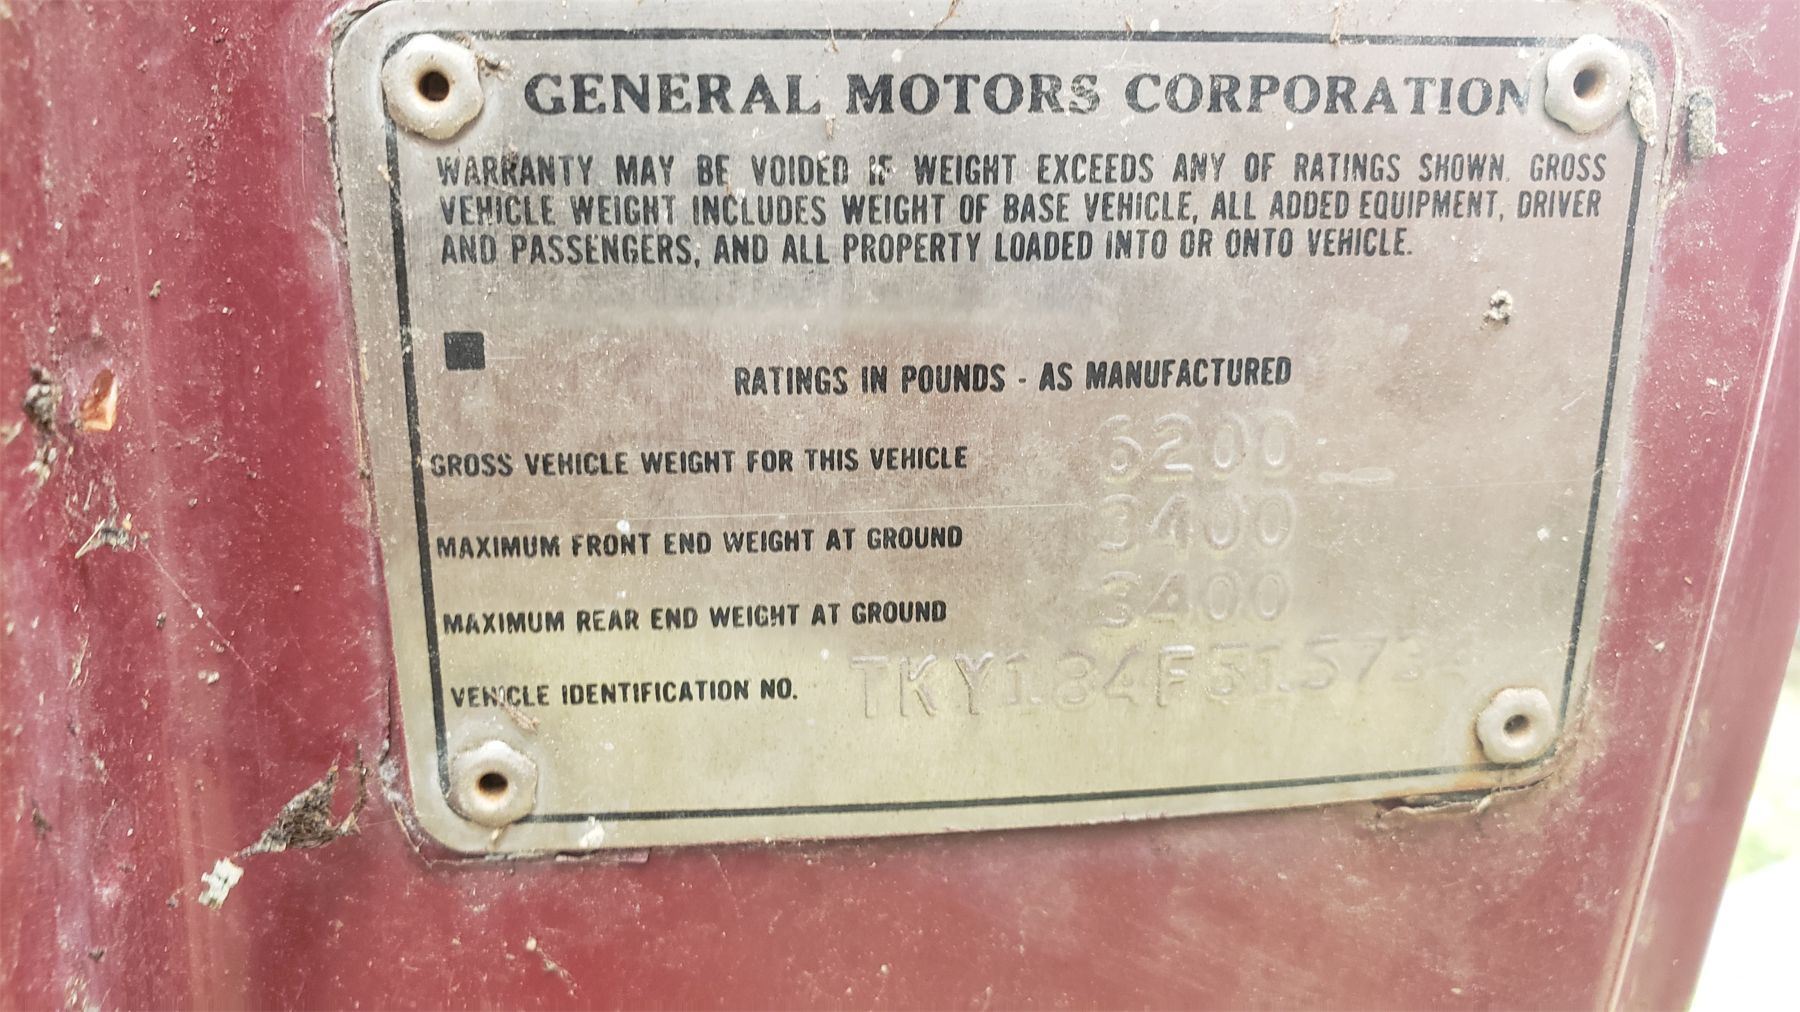 GENERAL MOTORS CORPORATION
WARRANTY MAY BE VOIDED IF WEIGHT EXCEEDS ANY OF RATINGS SHOWN. GROSS
VEHICLE WEIGHT INCLUDES WEIGHT OF BASE VEHICLE, ALL ADDED EQUIPMENT, DRIVER
AND PASSENGERS, AND ALL PROPERTY LOADED INTO OR ONTO VEHICLE.
RATINGS IN POUNDS - AS MANUFACTURED
GROSS VEHICLE WEIGHT FOR THIS VEHICLE 6200
MAXIMUM FRONT END WEIGHT AT GROUND 3400
MAXIMUM REAR END WEIGHT AT GROUND 3400
VEHICLE IDENTIFICATION NO.